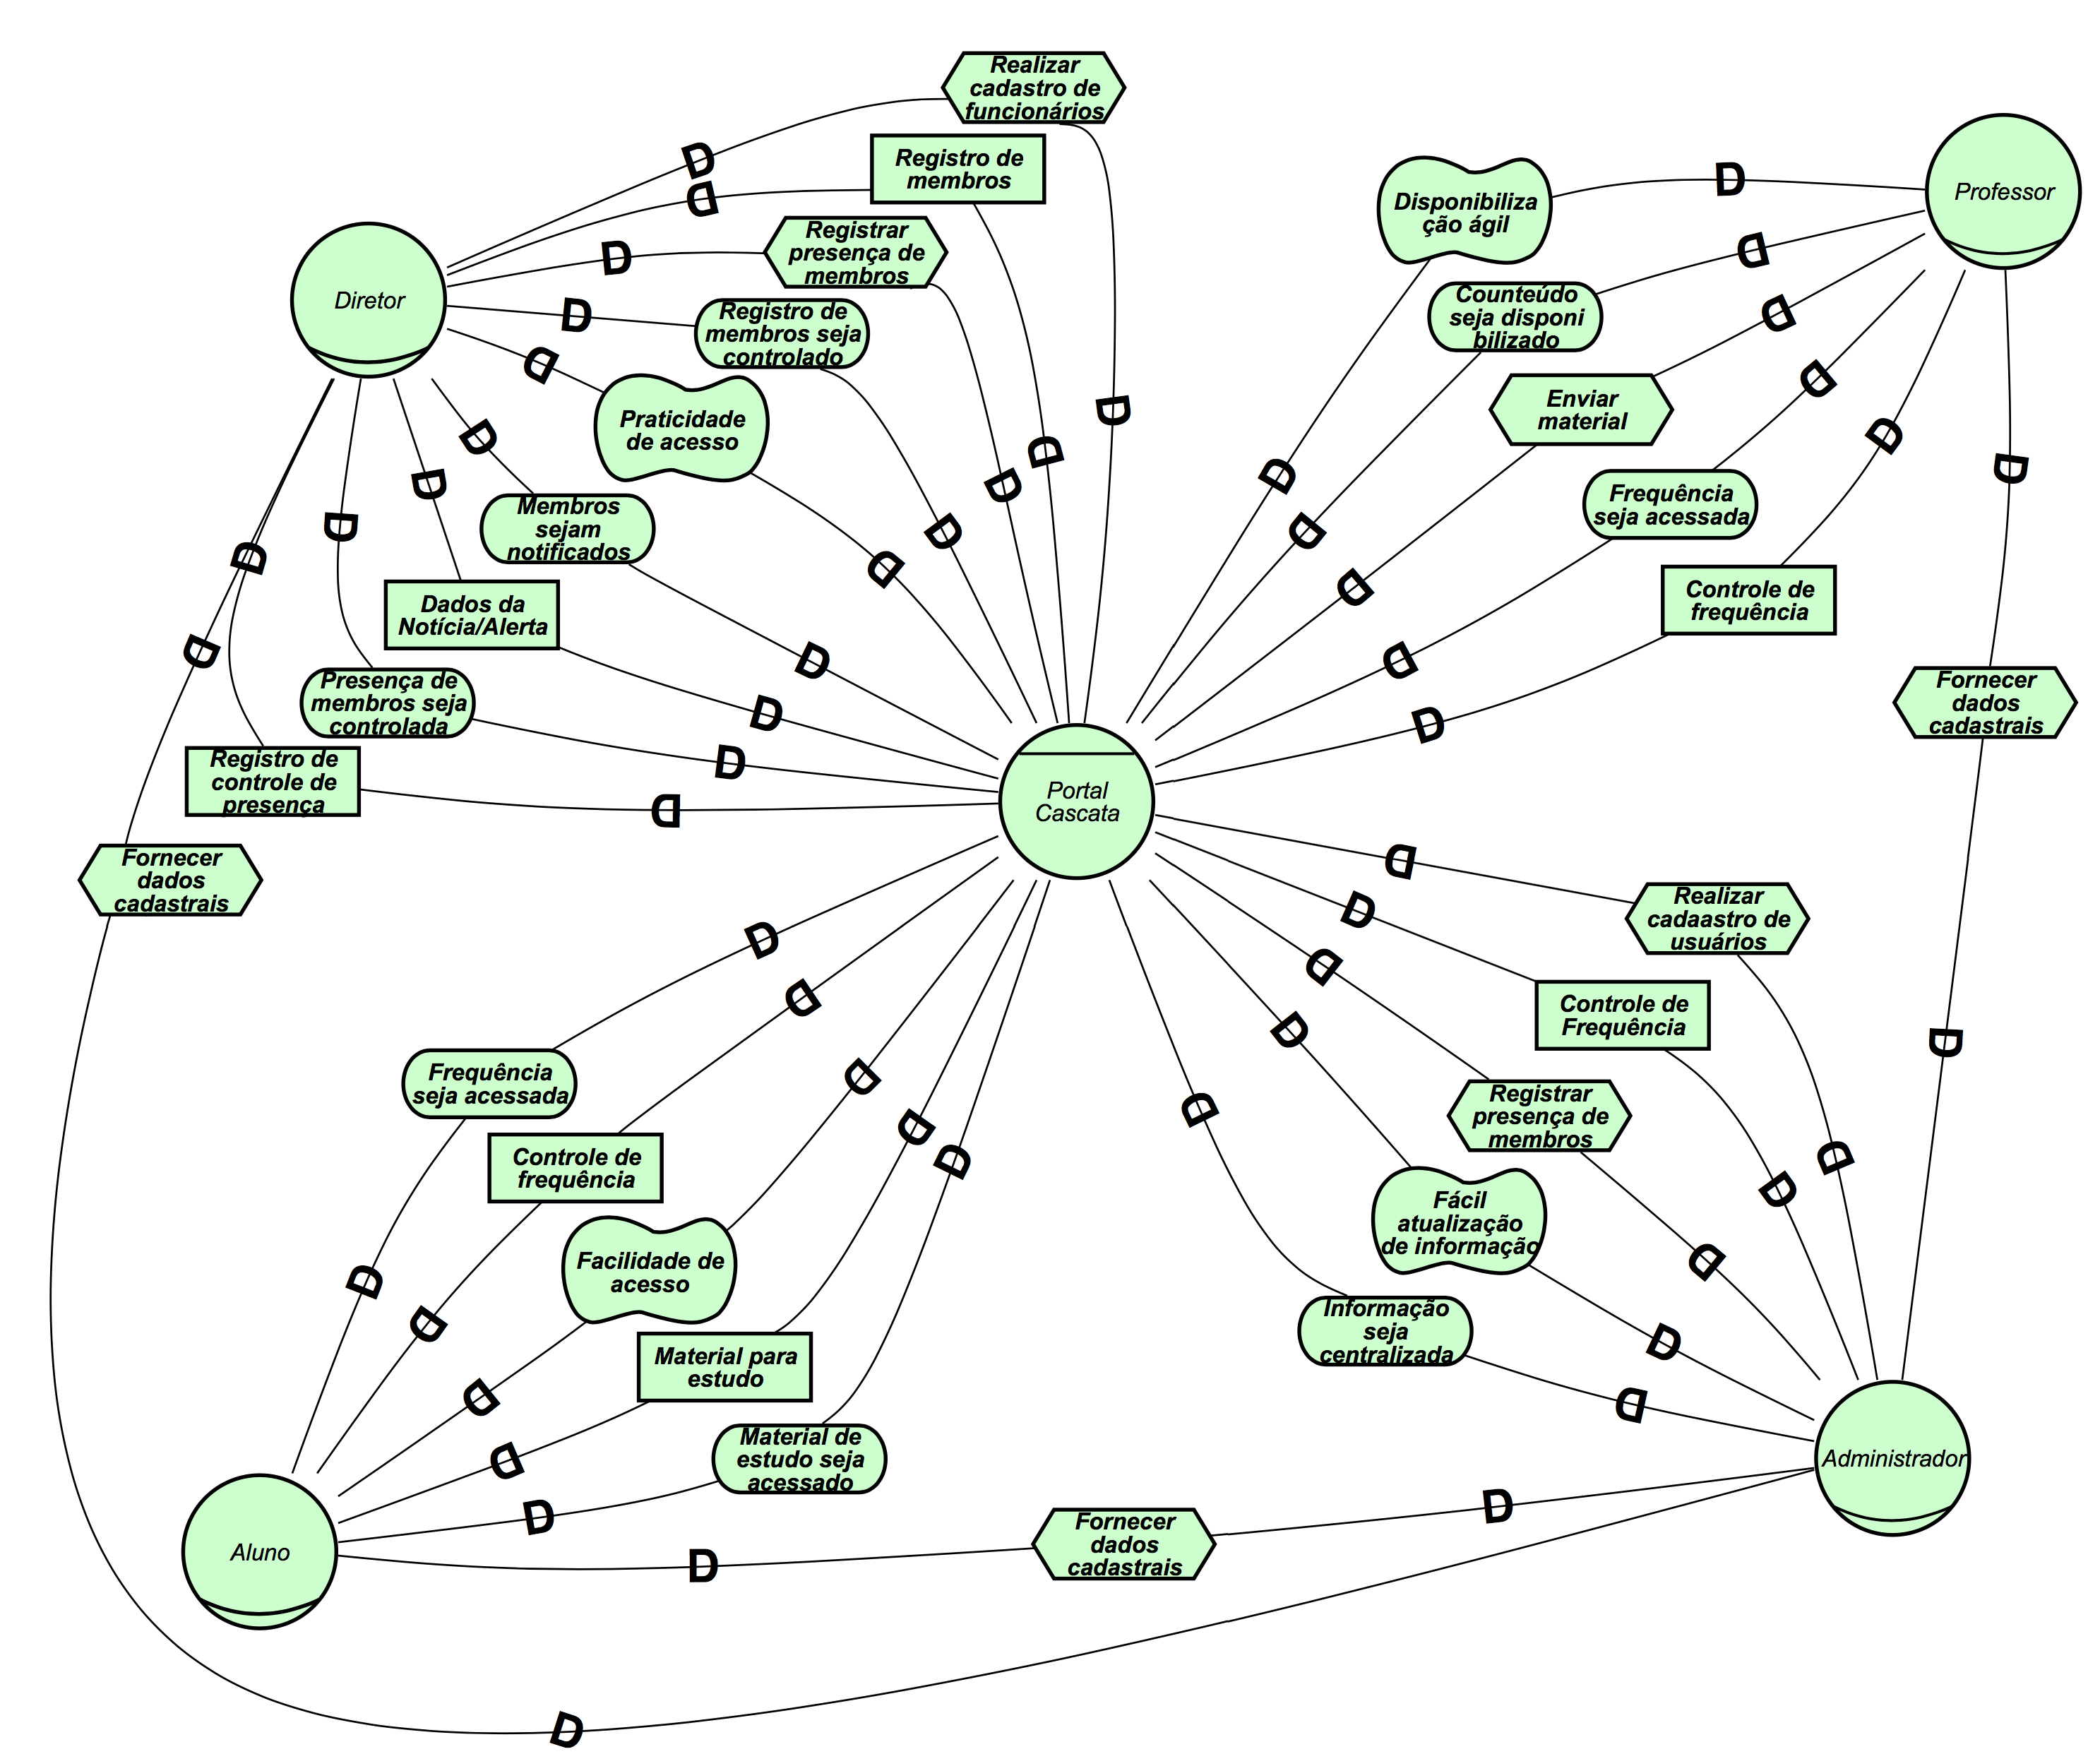 Realizar
cadastro de
funcionários
D
Registro de
membros
D
Registrar
presença de
membros
D
Diretor
D
Registro de
membros seja
controlado
D
Praticidade
de acesso
D
D
D
D
D
Membros
sejam
notificados
D
D
D
D
D
Dados da
Notícia/Alerta
D
D
Presença de
membros seja
controlada
D
D
Registro de
controle de
presença
D
Fornecer
dados
cadastrais
Professor
D
Disponibiliza
ção ágil
D
Counteúdo
seja disponi
bilizado
D
Enviar
material
D
D
D
Frequência
seja acessada
D
D
D
Controle de
frequência
D
D
Fornecer
dados
cadastrais
Portal
Cascata
D
D
Realizar
cadaastro de
usuários
D
D
Controle de
Frequência
D
D
D
Registrar
presença de
membros
D
D
D
Fácil
atualização
de informação
D
D
Informação
seja
centralizada
D
Administrador
D
D
Frequência
seja acessada
D
D
D
Controle de
frequência
D
D
Facilidade de
acesso
D
Material para
estudo
D
Material de
estudo seja
acessado
D
D
Aluno
D
Fornecer
dados
cadastrais
D
D